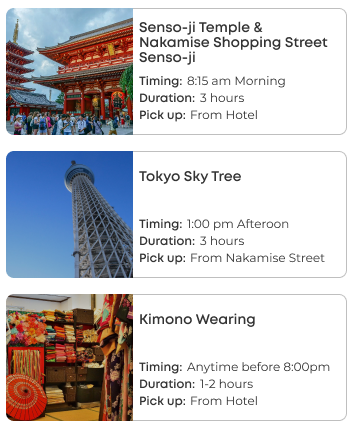 Senso-ji Temple &
Nakamise Shopping Street
Senso-ji
Timing: 8:15 am Morning
Duration: 3 hours
Pick up: From Hotel
Tokyo Sky Tree
Timing: 1:00 pm Afteroon
Duration: 3 hours
Pick up: From Nakamise Street
Kimono Wearing
Timing: Anytime before 8:00pm
Duration: 1-2 hours
Pick up: From Hotel